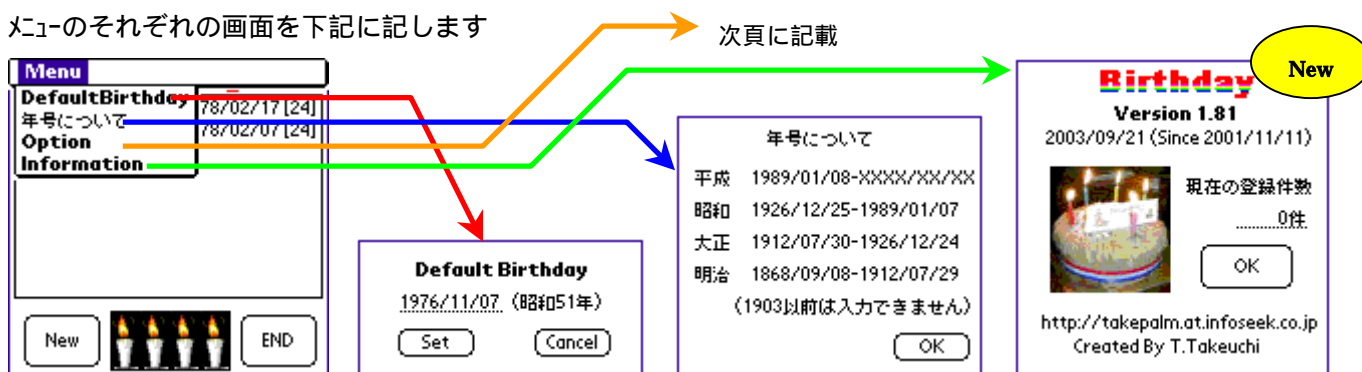 メニューのそれぞれの画面を下記に記します
次頁に記載
Menu
DefaultBirthday
年号について
Option
Information
78/02/17 [24]
78/02/07 [24]
New
END
Default Birthday
1976/11/07 (昭和51年)
Set
Cancel
年号について
平成 1989/01/08-XXXX/XX/XX
昭和 1926/12/25-1989/01/07
大正 1912/07/30-1926/12/24
明治 1868/09/08-1912/07/29
(1903以前は入力できません)
OK
New
Birthday
Version 1.81
2003/09/21 (Since 2001/11/11)
現在の登録件数
0件
OK
http://takepalm.at.infoseek.co.jp
Created By T.Takeuchi